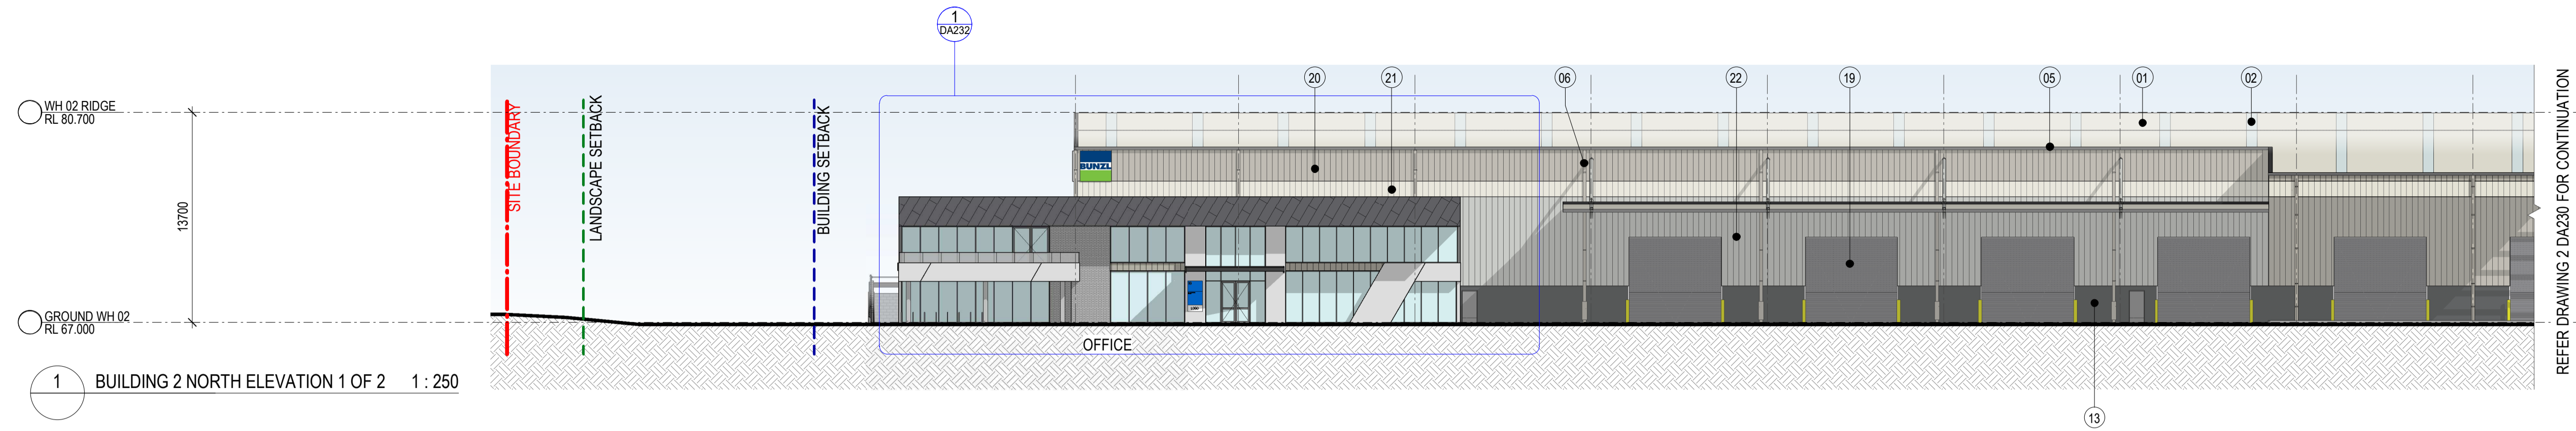 1
DA232
20
21
06
22
19
05
01
02
WH 02 RIDGE
RL 80.700
SITE BOUNDARY
LANDSCAPE SETBACK
BUILDING SETBACK
BUNZL
13700
GROUND WH 02
RL 67.000
OFFICE
13
1
BUILDING 2 NORTH ELEVATION 1 OF 2 1 : 250
REFER DRAWING 2 DA230 FOR CONTINUATION